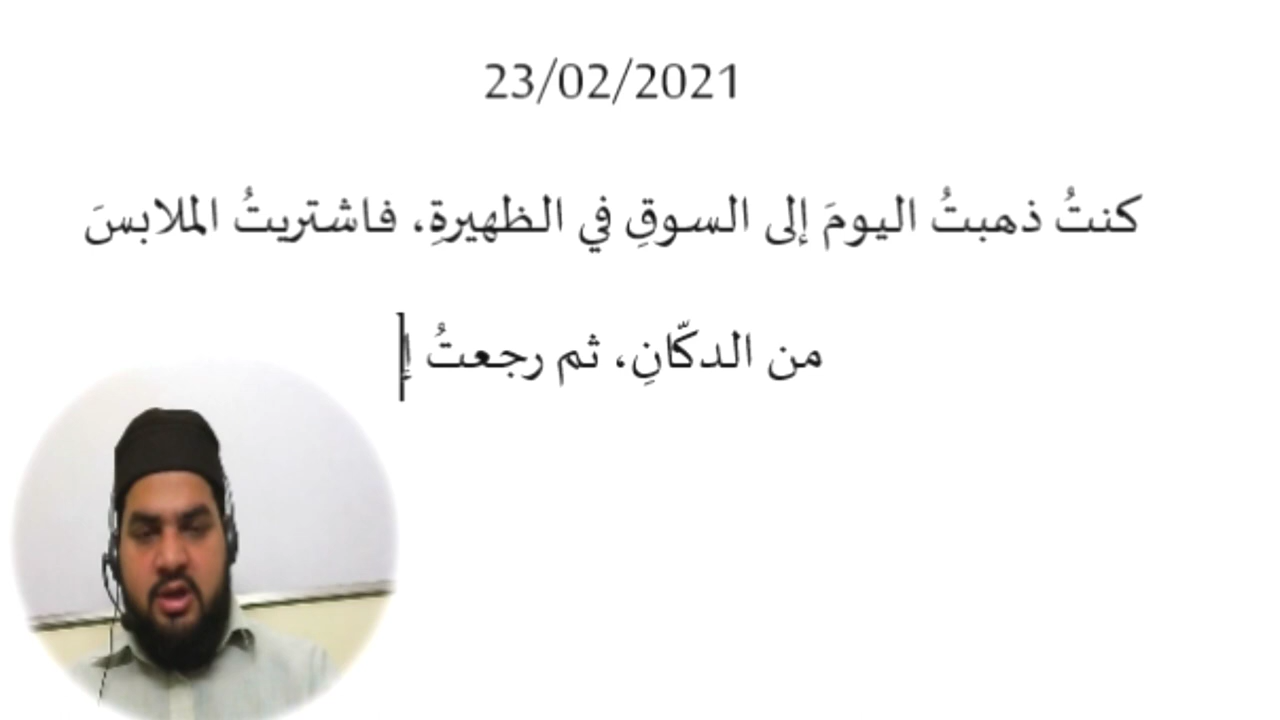 23/02/2021
كنتُ ذهبتُ اليومَ إلى السوقِ في الظهيرةِ، فاشتريتُ الملابسَ
من الدكّانِ، ثم رجعتُ إ